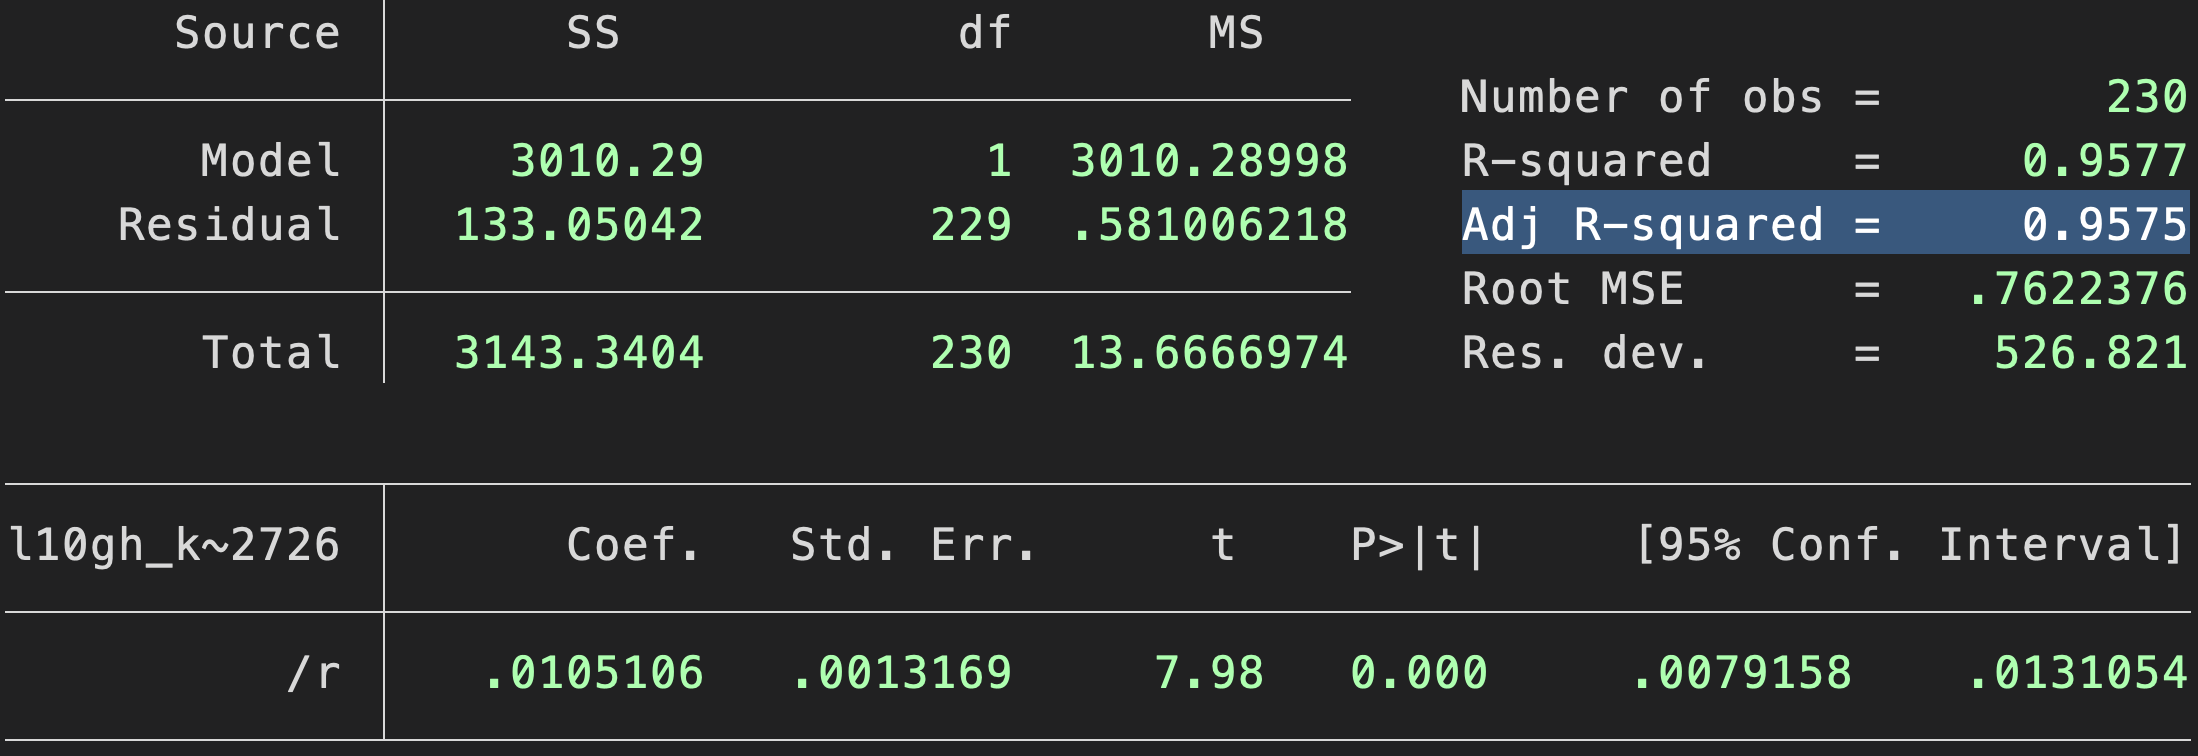 Source SS df MS
Number of obs = 230
Model 3010.29 1 3010.28998 R-squared = 0.9577
Residual 133.05042 229 .581006218 Adj R-squared = 0.9575
Root MSE = .7622376
Total 3143.3404 230 13.6666974 Res. dev. = 526.821
l10gh_k~2726 Coef. Std. Err. t P>|t| [95% Conf. Interval]
/r .0105106 .0013169 7.98 0.000 .0079158 .0131054